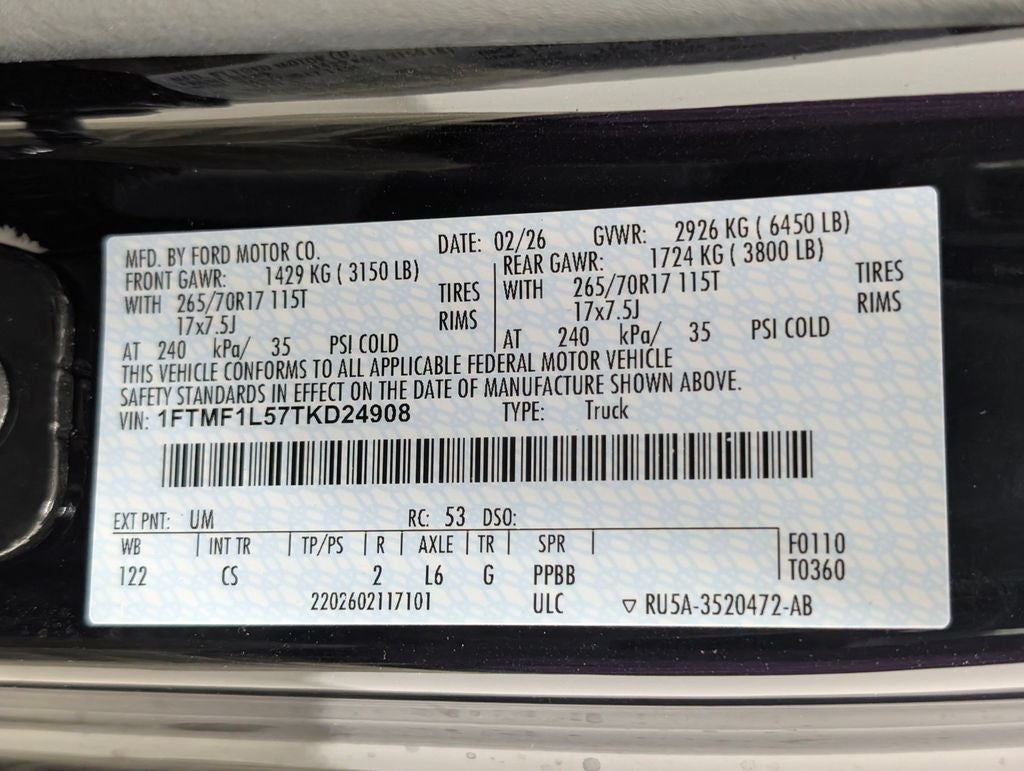 MFD. BY FORD MOTOR CO. DATE: 02/26 GVWR: 2926 KG ( 6450 LB)
FRONT GAWR: 1429 KG ( 3150 LB) REAR GAWR: 1724 KG ( 3800 LB)
WITH 265/70R17 115T TIRES WITH 265/70R17 115T TIRES
17x7.5J RIMS 17x7.5J RIMS
AT 240 kPa/ 35 PSI COLD AT 240 kPa/ 35 PSI COLD
THIS VEHICLE CONFORMS TO ALL APPLICABLE FEDERAL MOTOR VEHICLE
SAFETY STANDARDS IN EFFECT ON THE DATE OF MANUFACTURE SHOWN ABOVE.
VIN: 1FTMF1L57TKD24908 TYPE: Truck
EXT PNT: UM RC: 53 DSO:
WB INT TR TP/PS R AXLE TR SPR F0110
122 CS 2 L6 G PPBB T0360
2202602117101 ULC ▽ RU5A-3520472-AB